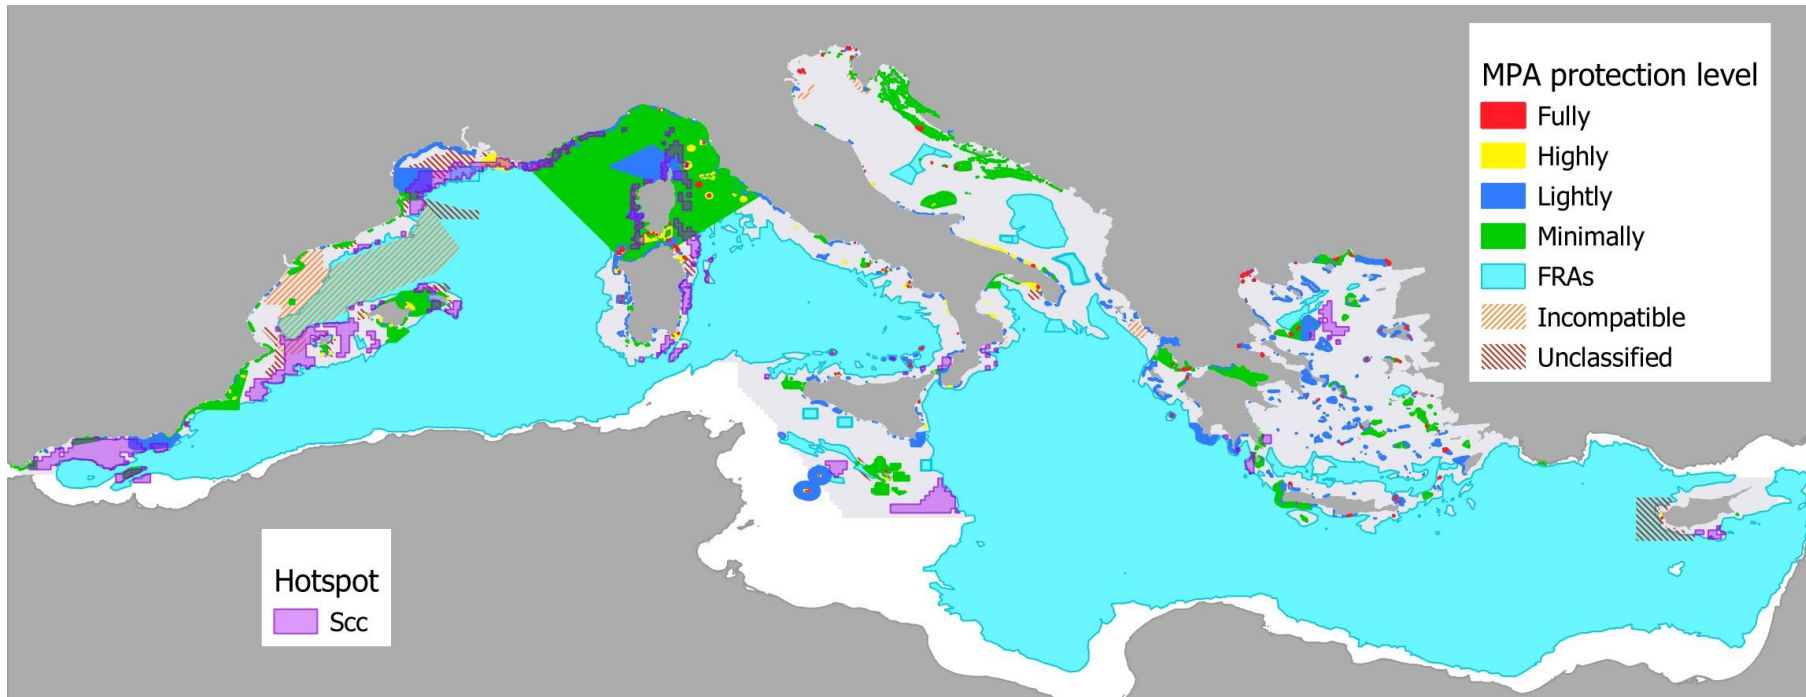 MPA protection level
Fully
Highly
Lightly
Minimally
FRAs
Incompatible
Unclassified
Hotspot
Scc